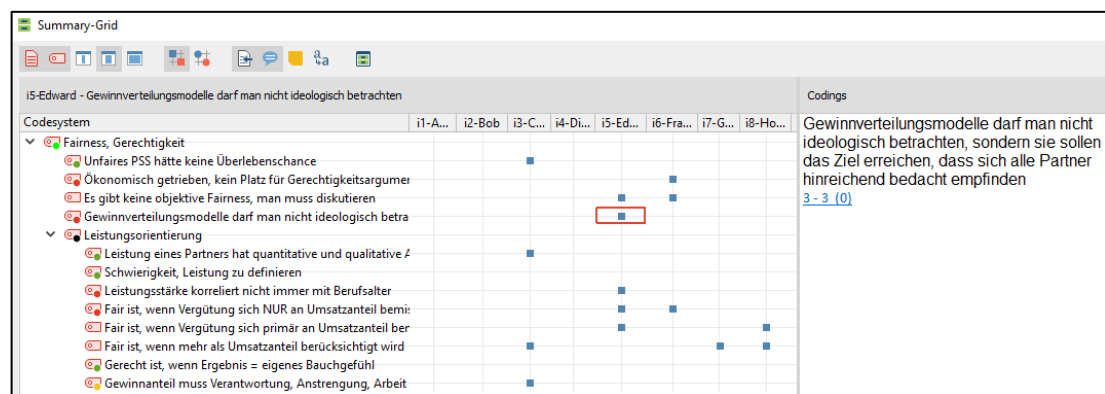 Summary-Grid
i5-Edward - Gewinnverteilungsmodelle darf man nicht ideologisch betrachten
Codings
Codesystem i1-A... i2-Bob i3-C... i4-Di... i5-Ed... i6-Fra... i7-G... i8-Ho...
Fairness, Gerechtigkeit
Unfaires PSS hätte keine Überlebenschance
Ökonomisch getrieben, kein Platz für Gerechtigkeitsargumer
Es gibt keine objektive Fairness, man muss diskutieren
Gewinnverteilungsmodelle darf man nicht ideologisch betra
Leistungsorientierung
Leistung eines Partners hat quantitative und qualitative A
Schwierigkeit, Leistung zu definieren
Leistungsstärke korreliert nicht immer mit Berufsalter
Fair ist, wenn Vergütung sich NUR an Umsatzanteil bemis
Fair ist, wenn Vergütung sich primär an Umsatzanteil ber
Fair ist, wenn mehr als Umsatzanteil berücksichtigt wird
Gerecht ist, wenn Ergebnis = eigenes Bauchgefühl
Gewinnanteil muss Verantwortung, Anstrengung, Arbeit
Gewinnverteilungsmodelle darf man nicht
ideologisch betrachten, sondern sie sollen
das Ziel erreichen, dass sich alle Partner
hinreichend bedacht empfinden
3 - 3 (0)